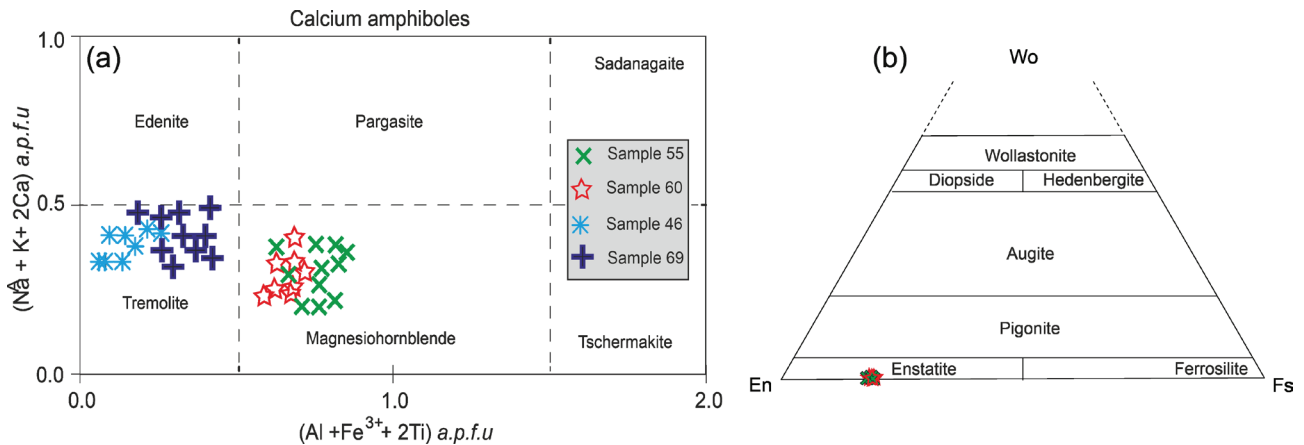 Calcium amphiboles
(a)
1.0
0.5
0.0
(NaA + K+ 2Ca) a.p.f.u
Edenite
Pargasite
Sadanagaite
Sample 55
Sample 60
Sample 46
Sample 69
Tremolite
Magnesiohornblende
Tschermakite
0.0
1.0
2.0
(Al +Fe3++ 2Ti) a.p.f.u
(b)
Wo
Wollastonite
Diopside
Hedenbergite
Augite
Pigonite
Enstatite
Ferrosilite
En
Fs